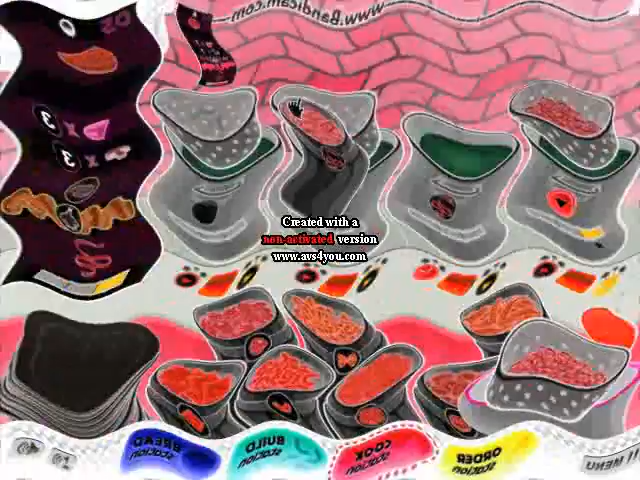 www.Bandicam.com
Created with a
non-activated version
www.avs4you.com
BREAD
station
BUILD
station
COOK
station
ORDER
station
MENU